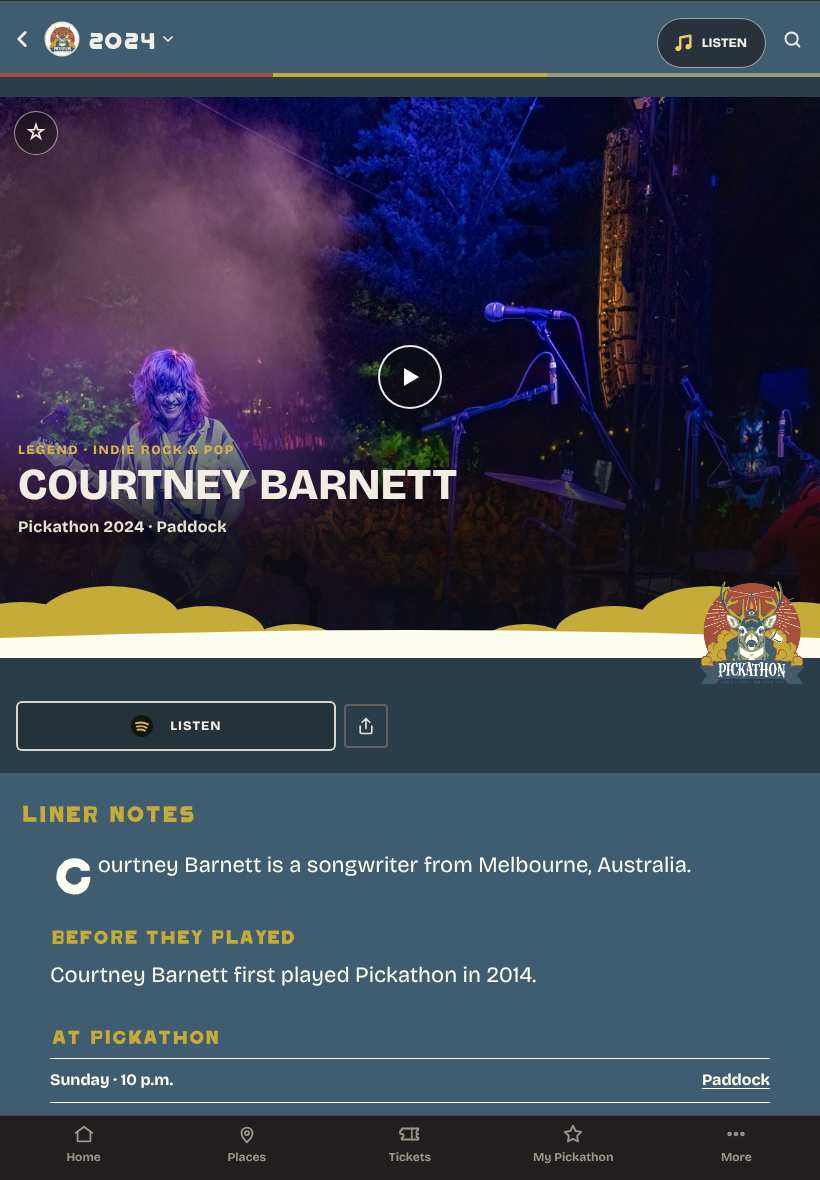 2024
LISTEN
LEGEND • INDIE ROCK & POP
COURTNEY BARNETT
Pickathon 2024 · Paddock
PICKATHON
LISTEN
LINER NOTES
Courtney Barnett is a songwriter from Melbourne, Australia.
BEFORE THEY PLAYED
Courtney Barnett first played Pickathon in 2014.
AT PICKATHON
Sunday · 10 p.m.
Paddock
Home
Places
Tickets
My Pickathon
More